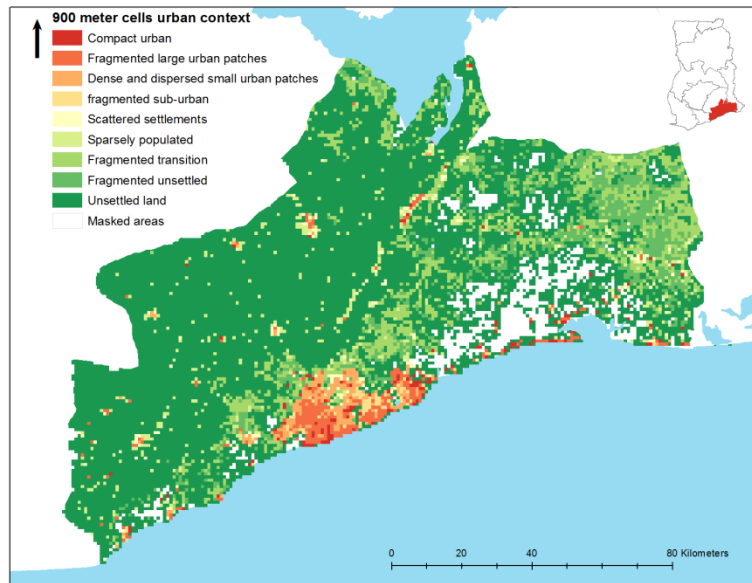 900 meter cells urban context
Compact urban
Fragmented large urban patches
Dense and dispersed small urban patches
fragmented sub-urban
Scattered settlements
Sparsely populated
Fragmented transition
Fragmented unsettled
Unsettled land
Masked areas
0 20 40 80 Kilometers